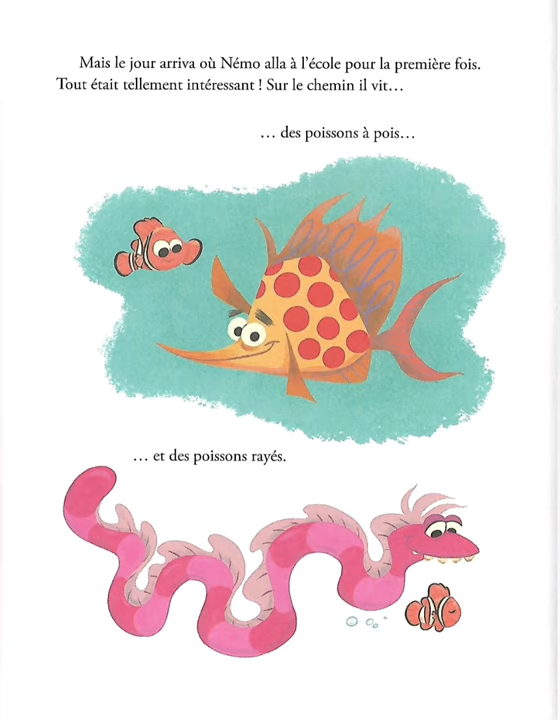 Mais le jour arriva où Némo alla à l'école pour la première fois.
Tout était tellement intéressant ! Sur le chemin il vit…
… des poissons à pois…
… et des poissons rayés.